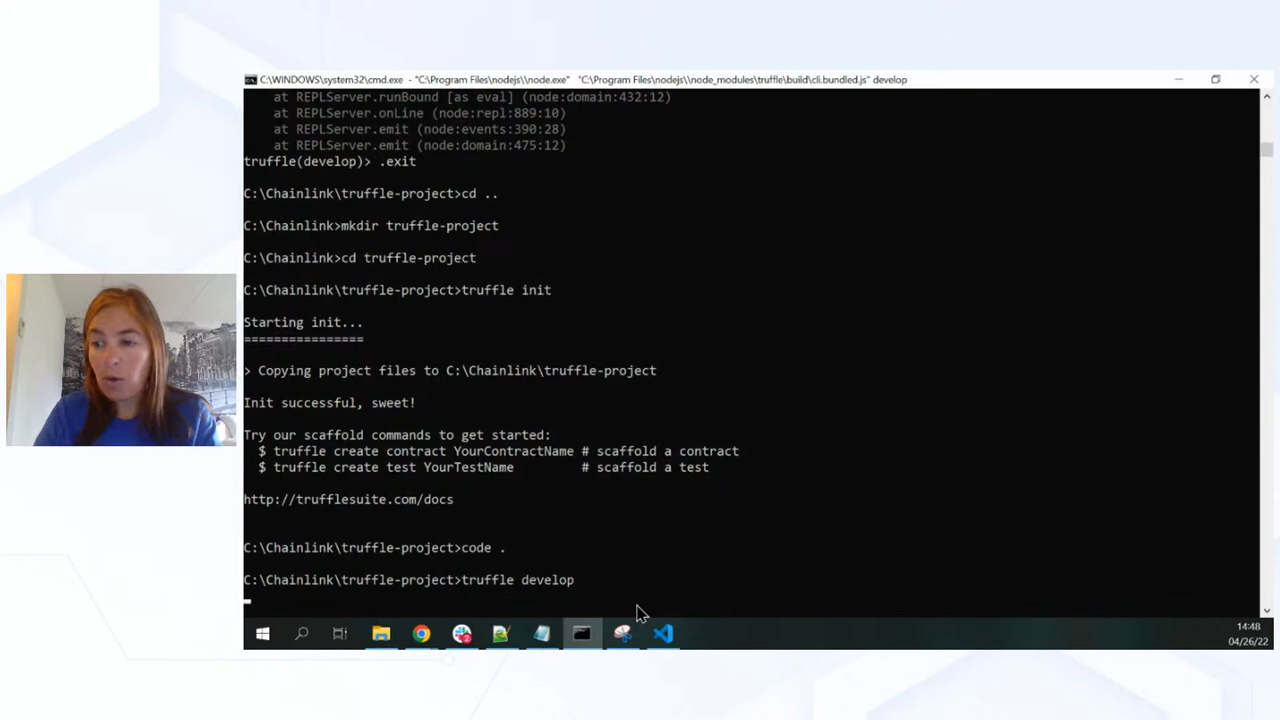 C:\WINDOWS\system32\cmd.exe - "C:\Program Files\nodejs\\node.exe" "C:\Program Files\nodejs\\node_modules\truffle\build\cli.bundled.js" develop
at REPLServer.runBound [as eval] (node:domain:432:12)
at REPLServer.onLine (node:repl:889:10)
at REPLServer.emit (node:events:390:28)
at REPLServer.emit (node:domain:475:12)
truffle(develop)> .exit
C:\Chainlink\truffle-project>cd ..
C:\Chainlink>mkdir truffle-project
C:\Chainlink>cd truffle-project
C:\Chainlink\truffle-project>truffle init
Starting init...
================
> Copying project files to C:\Chainlink\truffle-project
Init successful, sweet!
Try our scaffold commands to get started:
$ truffle create contract YourContractName # scaffold a contract
$ truffle create test YourTestName # scaffold a test
http://trufflesuite.com/docs
C:\Chainlink\truffle-project>code .
C:\Chainlink\truffle-project>truffle develop
14:48
04/26/22